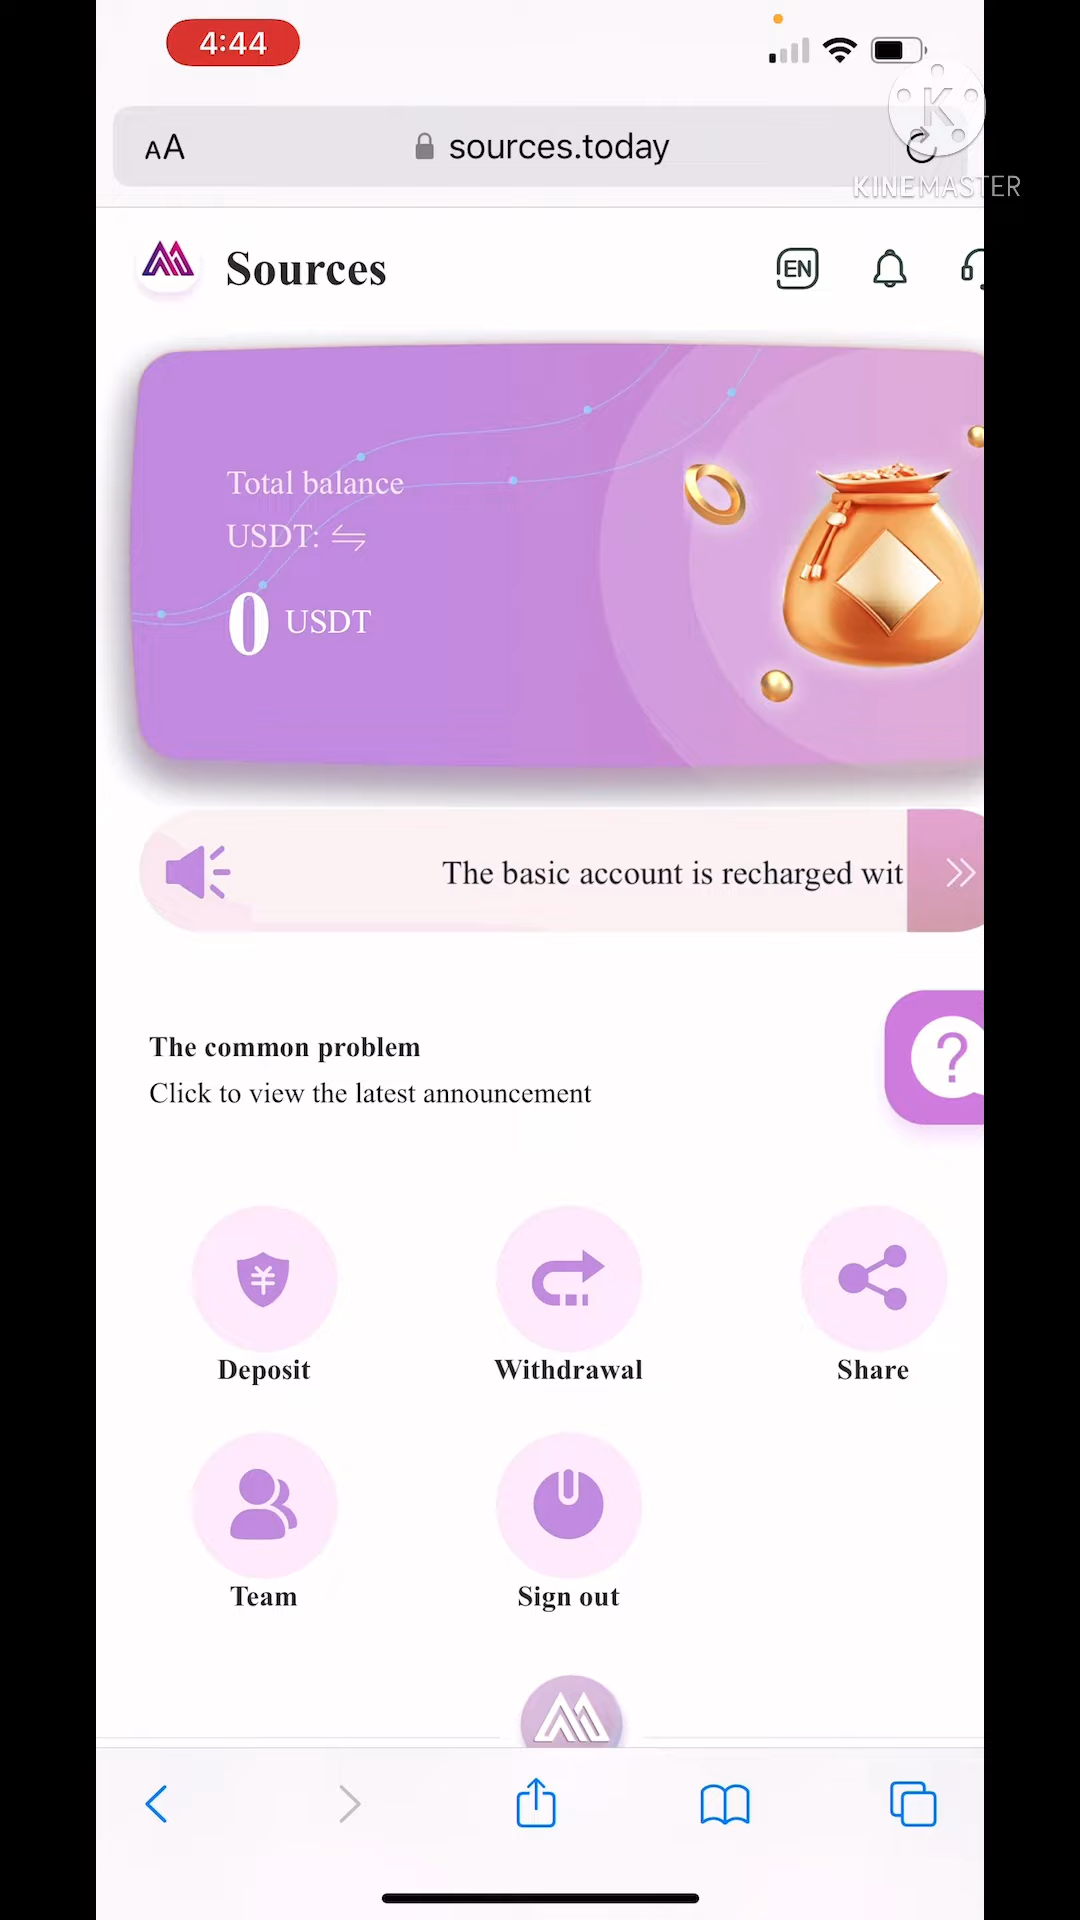 4:44
AA
sources.today
KINEMASTER
Sources
EN
Total balance
USDT:
0 USDT
The basic account is recharged wit
The common problem
Click to view the latest announcement
?
Deposit
Withdrawal
Share
Team
Sign out